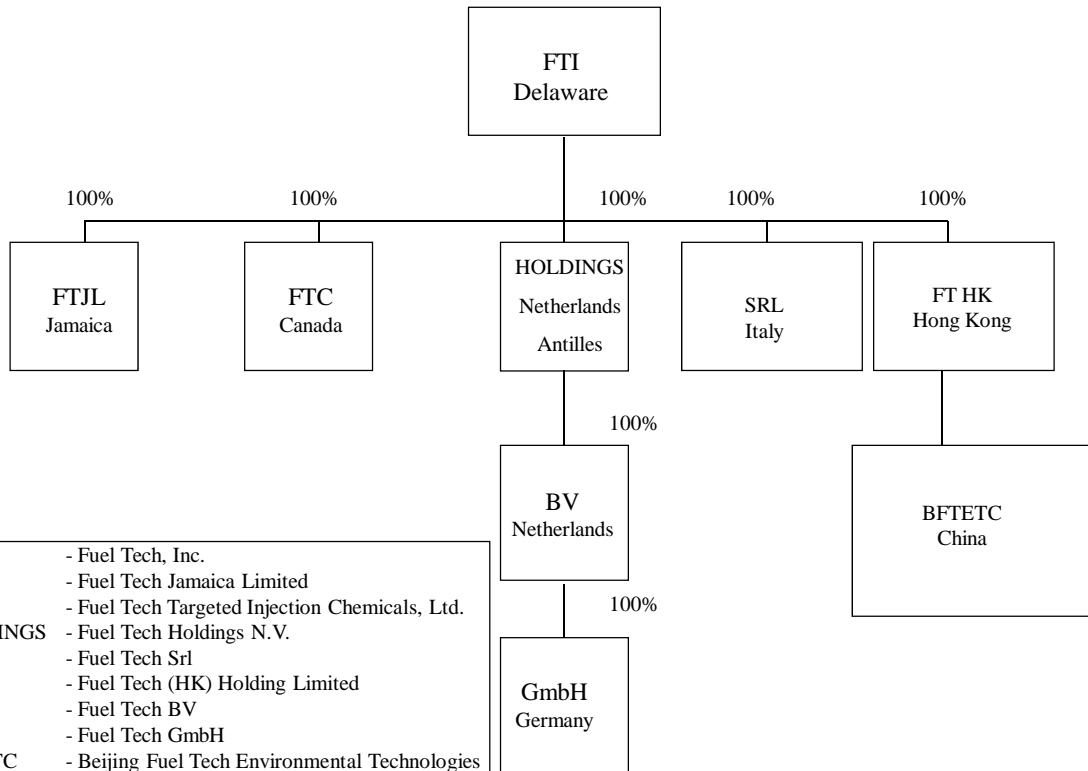 FTI
Delaware
100% 100% 100% 100% 100%
FTJL
Jamaica
FTC
Canada
HOLDINGS
Netherlands
Antilles
SRL
Italy
FT HK
Hong Kong
100%
BV
Netherlands
BFTETC
China
100%
GmbH
Germany
- Fuel Tech, Inc.
- Fuel Tech Jamaica Limited
- Fuel Tech Targeted Injection Chemicals, Ltd.
INGS - Fuel Tech Holdings N.V.
- Fuel Tech Srl
- Fuel Tech (HK) Holding Limited
- Fuel Tech BV
- Fuel Tech GmbH
TC - Beijing Fuel Tech Environmental Technologies